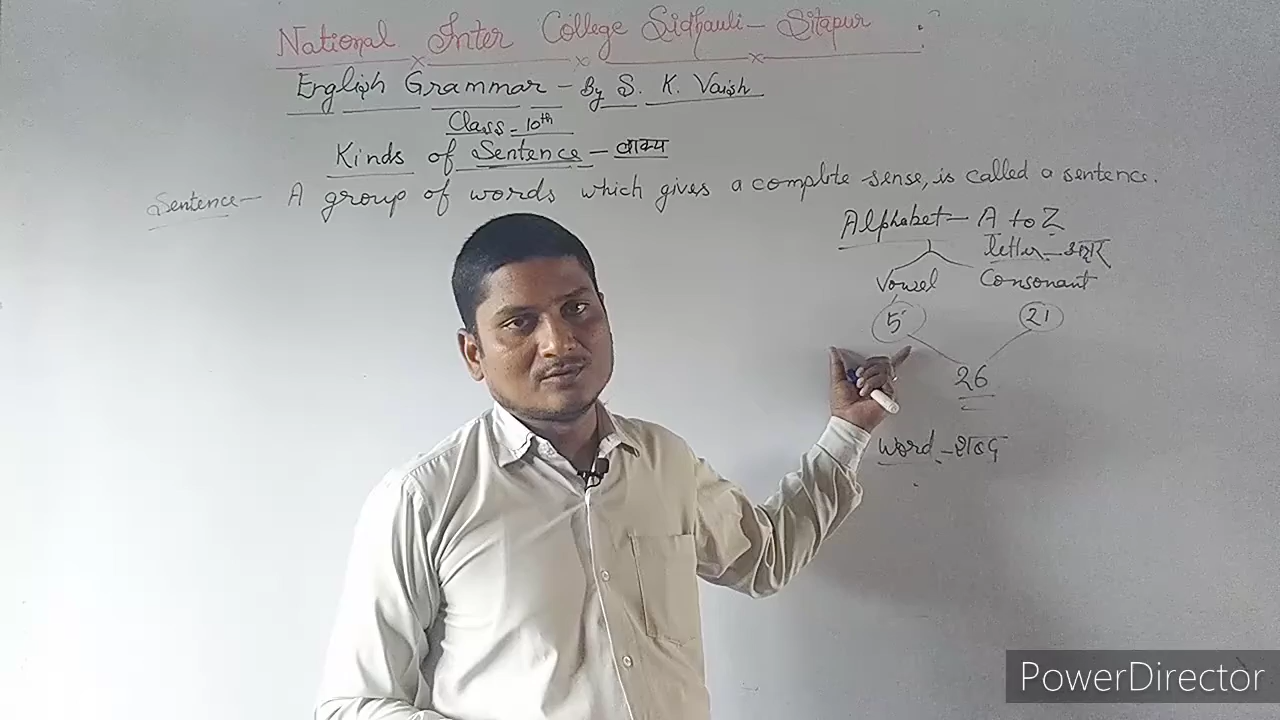 National Inter College Sidhauli - Sitapur
English Grammar - By S. K. Vaish
Class - 10th
Kinds of Sentence - वाक्य
Sentence - A group of words which gives a complete sense, is called a sentence.
Alphabet - A to Z
letter - अक्षर
Vowel Consonant
5 21
26
word - शब्द
PowerDirector